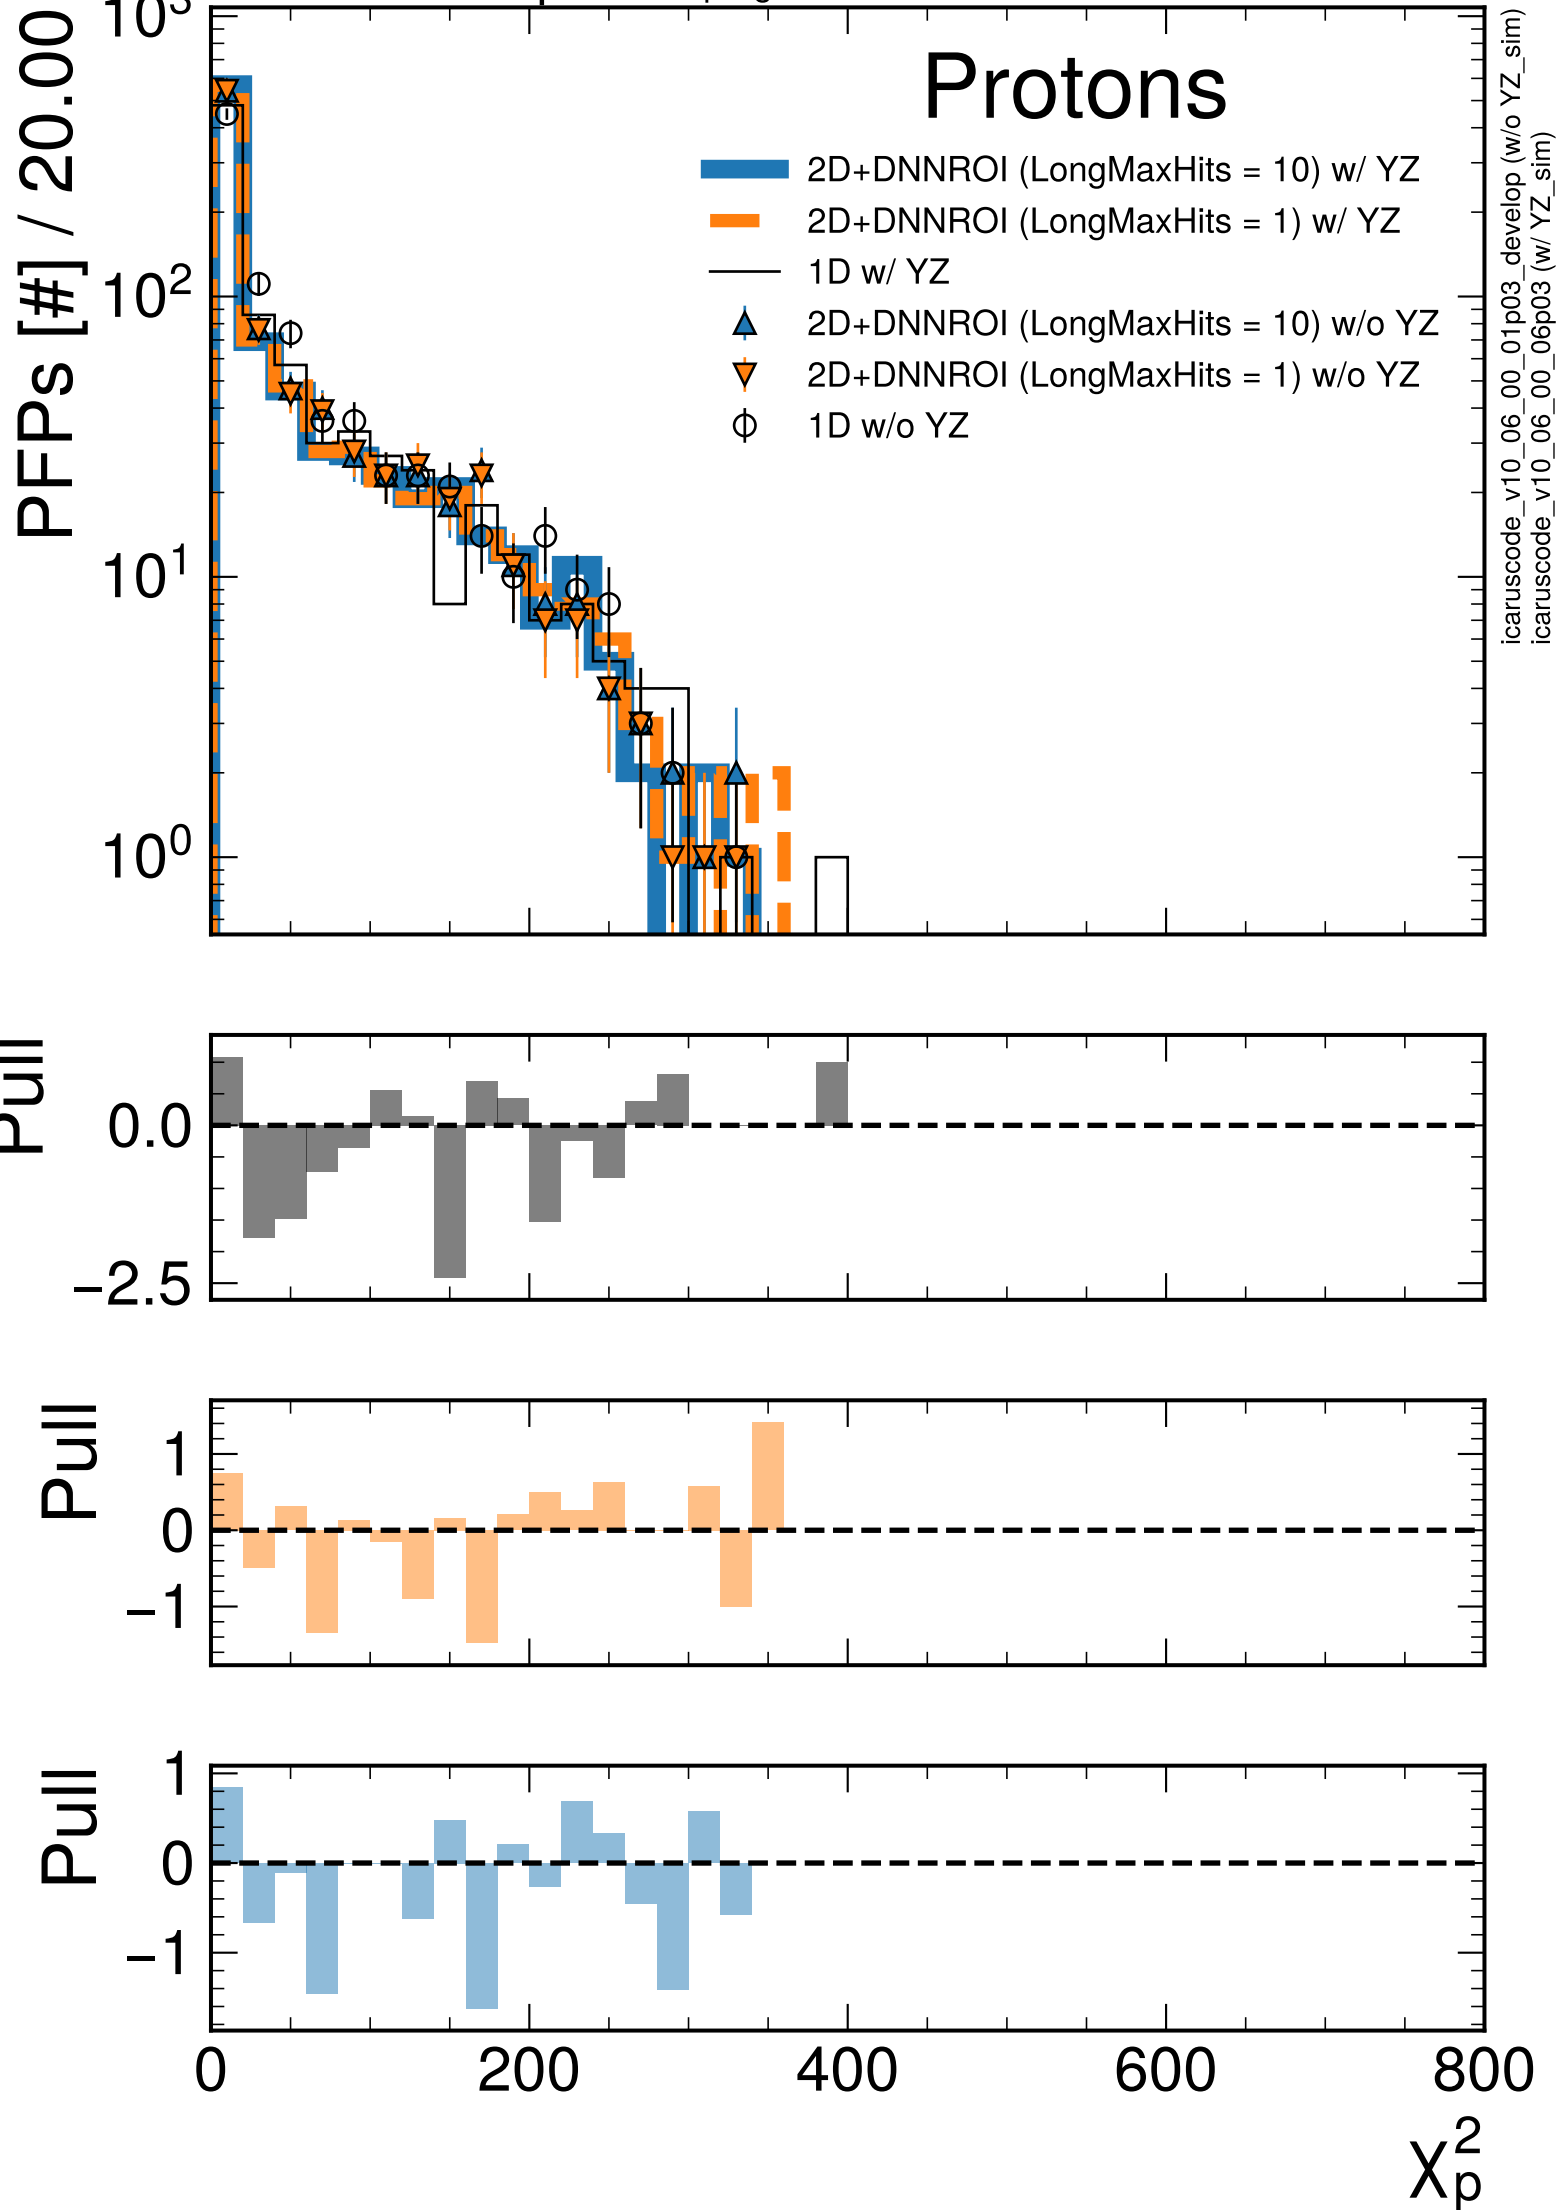 10³
PFPs [#] / 20.00
Protons
2D+DNNROI (LongMaxHits = 10) w/ YZ
2D+DNNROI (LongMaxHits = 1) w/ YZ
1D w/ YZ
2D+DNNROI (LongMaxHits = 10) w/o YZ
2D+DNNROI (LongMaxHits = 1) w/o YZ
1D w/o YZ
icaruscode_v10_06_00_01p03_develop (w/o YZ_sim)
icaruscode_v10_06_00_06p03 (w/ YZ_sim)
10²
10¹
10⁰
Pull
0.0
−2.5
Pull
1
0
−1
Pull
1
0
−1
0 200 400 600 800
χ²ₚ